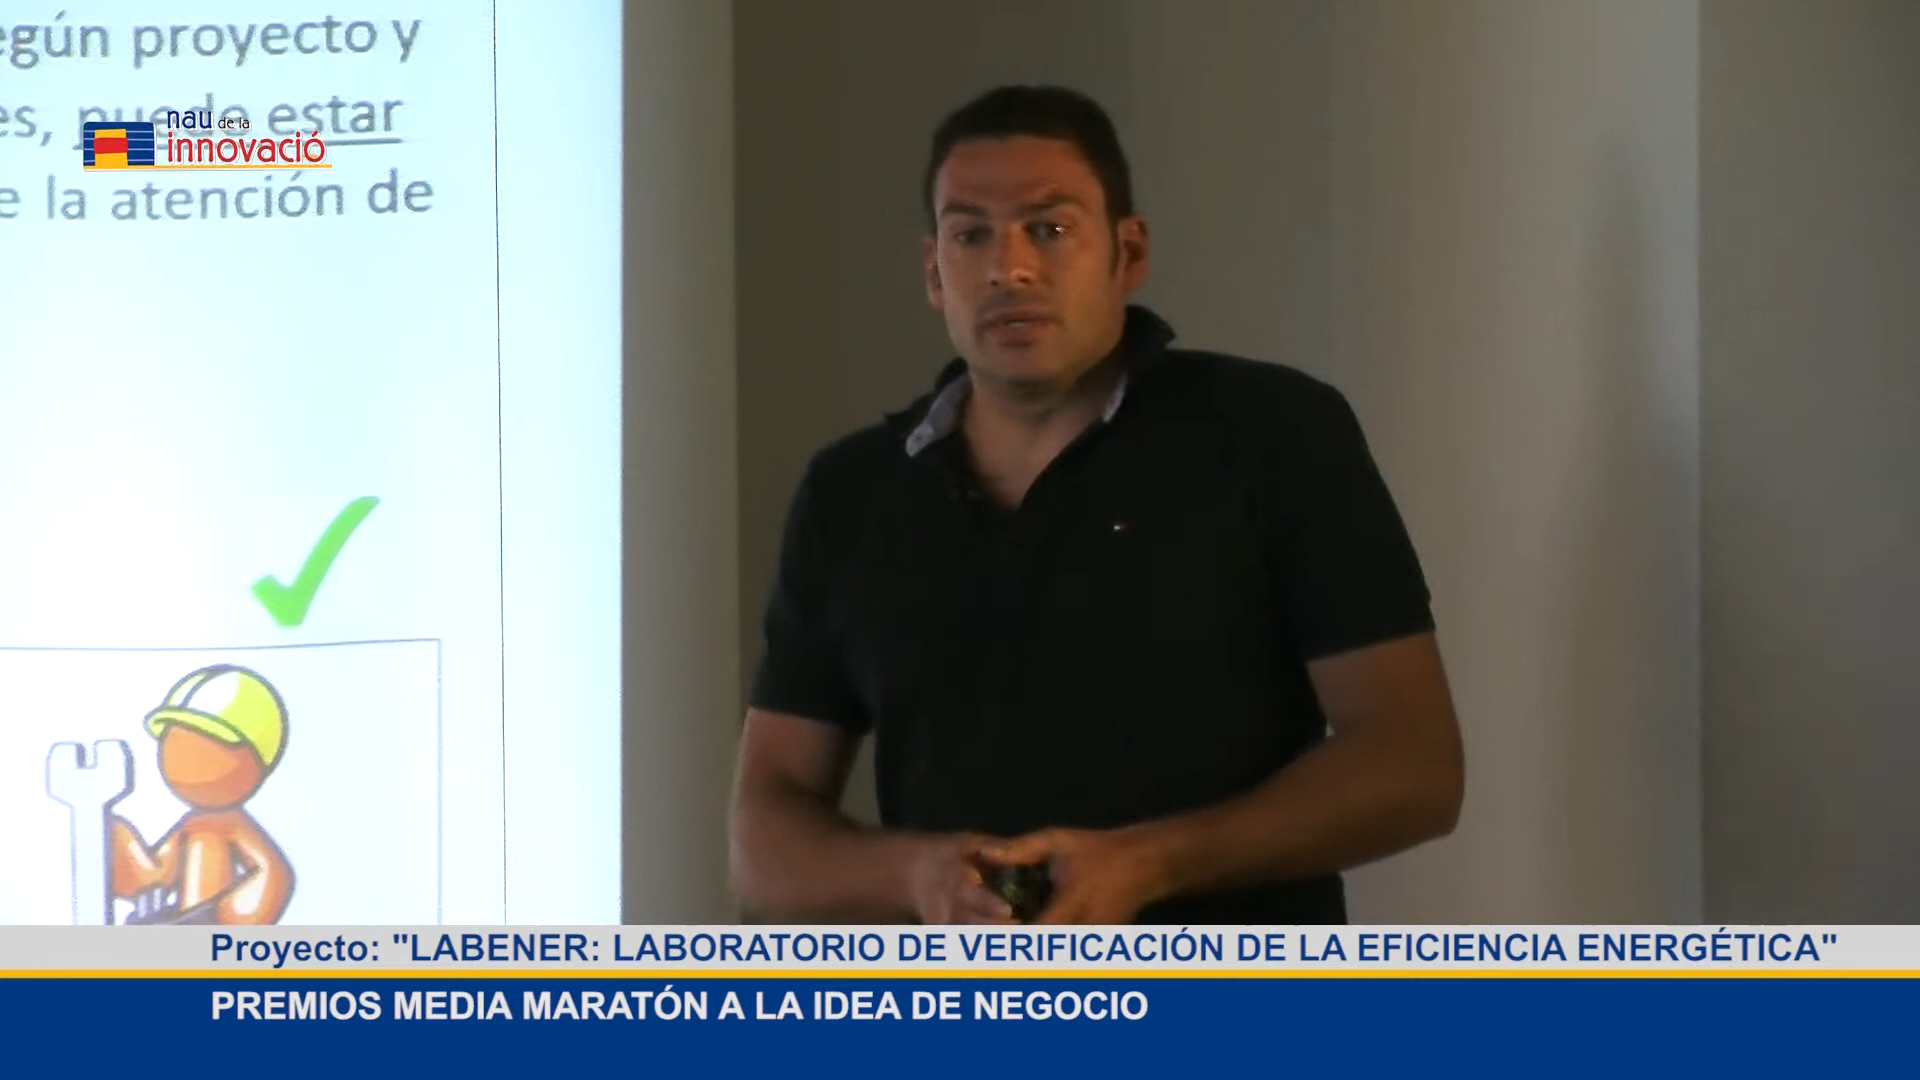 egún proyecto y
es, puede estar
e la atención de
nau de la
innovació
Proyecto: "LABENER: LABORATORIO DE VERIFICACIÓN DE LA EFICIENCIA ENERGÉTICA"
PREMIOS MEDIA MARATÓN A LA IDEA DE NEGOCIO